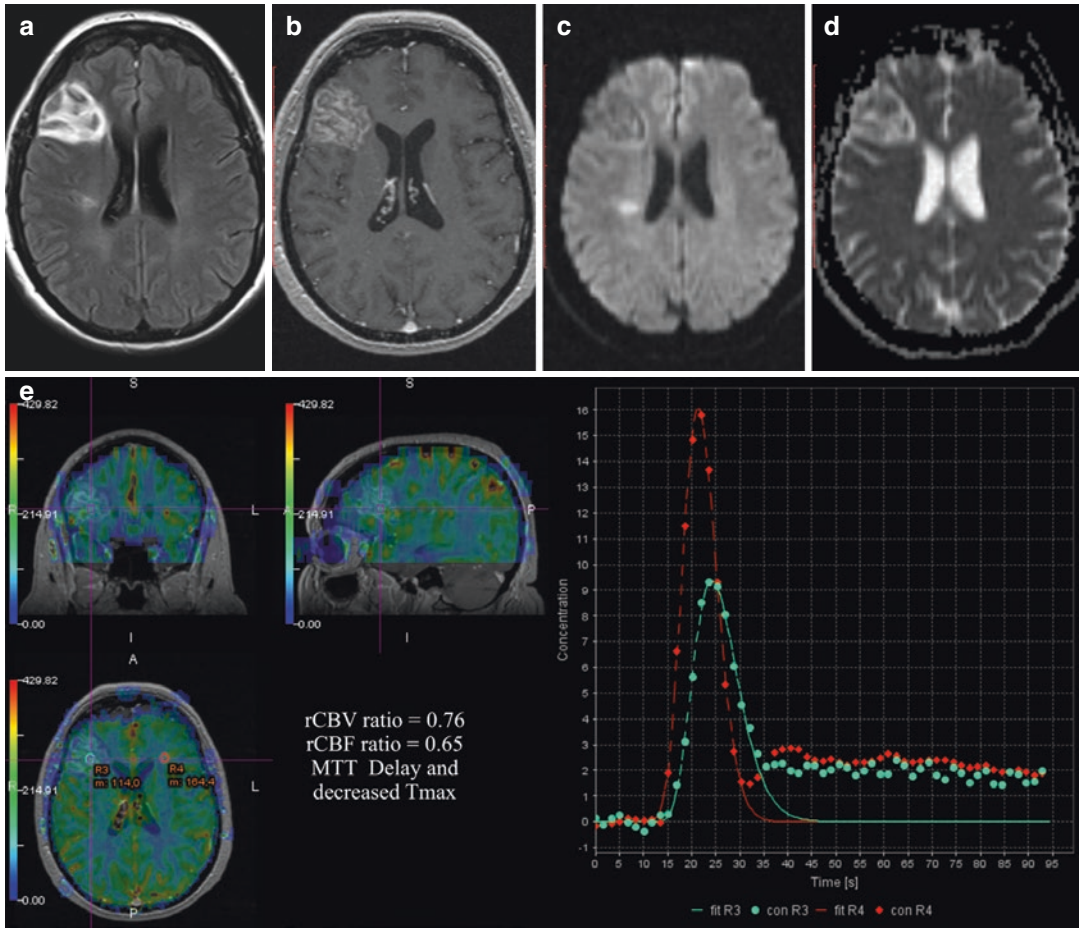 a
b
c
d
e
S
429.82
R
214.91
L
0.00
I
S
429.82
A
214.91
P
0.00
I
A
429.82
R
214.91
L
0.00
P
R3
m: 114,0
R4
m: 164,4
rCBV ratio = 0.76
rCBF ratio = 0.65
MTT Delay and
decreased Tmax
Concentration
16
15
14
13
12
11
10
9
8
7
6
5
4
3
2
1
0
-1
0 5 10 15 20 25 30 35 40 45 50 55 60 65 70 75 80 85 90 95
Time [s]
fit R3 con R3 fit R4 con R4